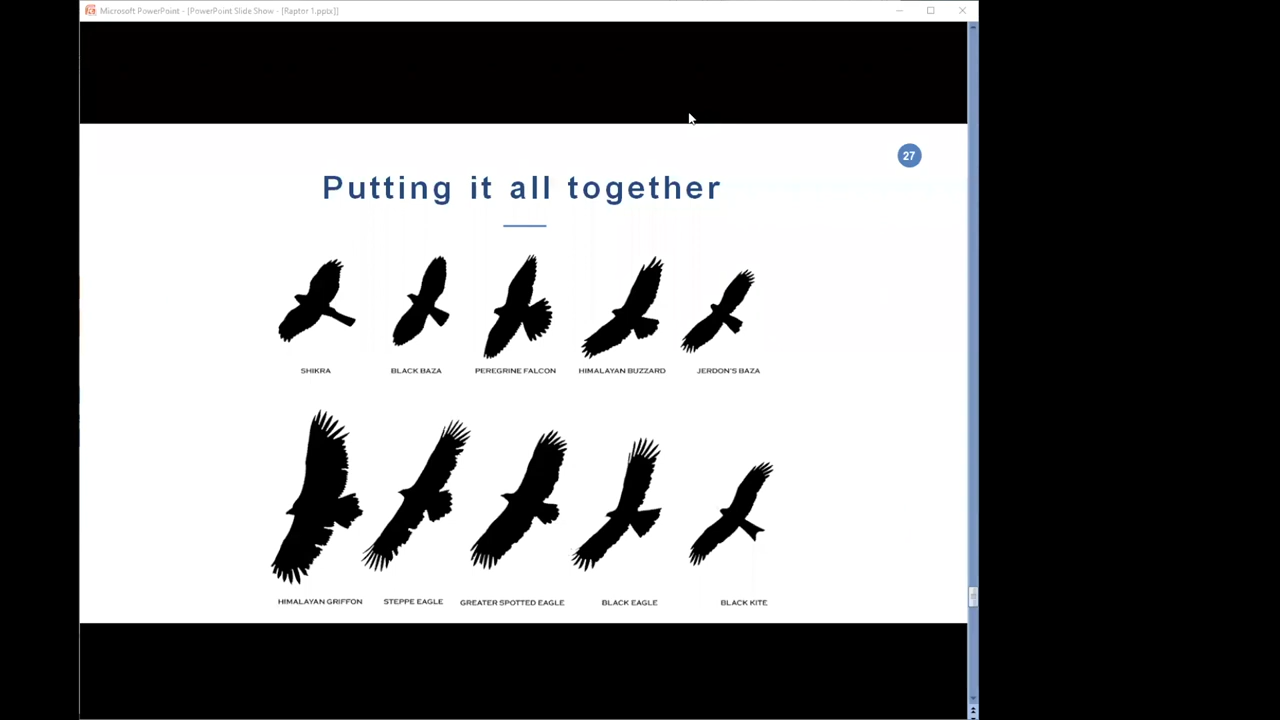 Microsoft PowerPoint - [PowerPoint Slide Show - [Raptor 1.pptx]]
27
Putting it all together
SHIKRA BLACK BAZA PEREGRINE FALCON HIMALAYAN BUZZARD JERDON'S BAZA
HIMALAYAN GRIFFON STEPPE EAGLE GREATER SPOTTED EAGLE BLACK EAGLE BLACK KITE